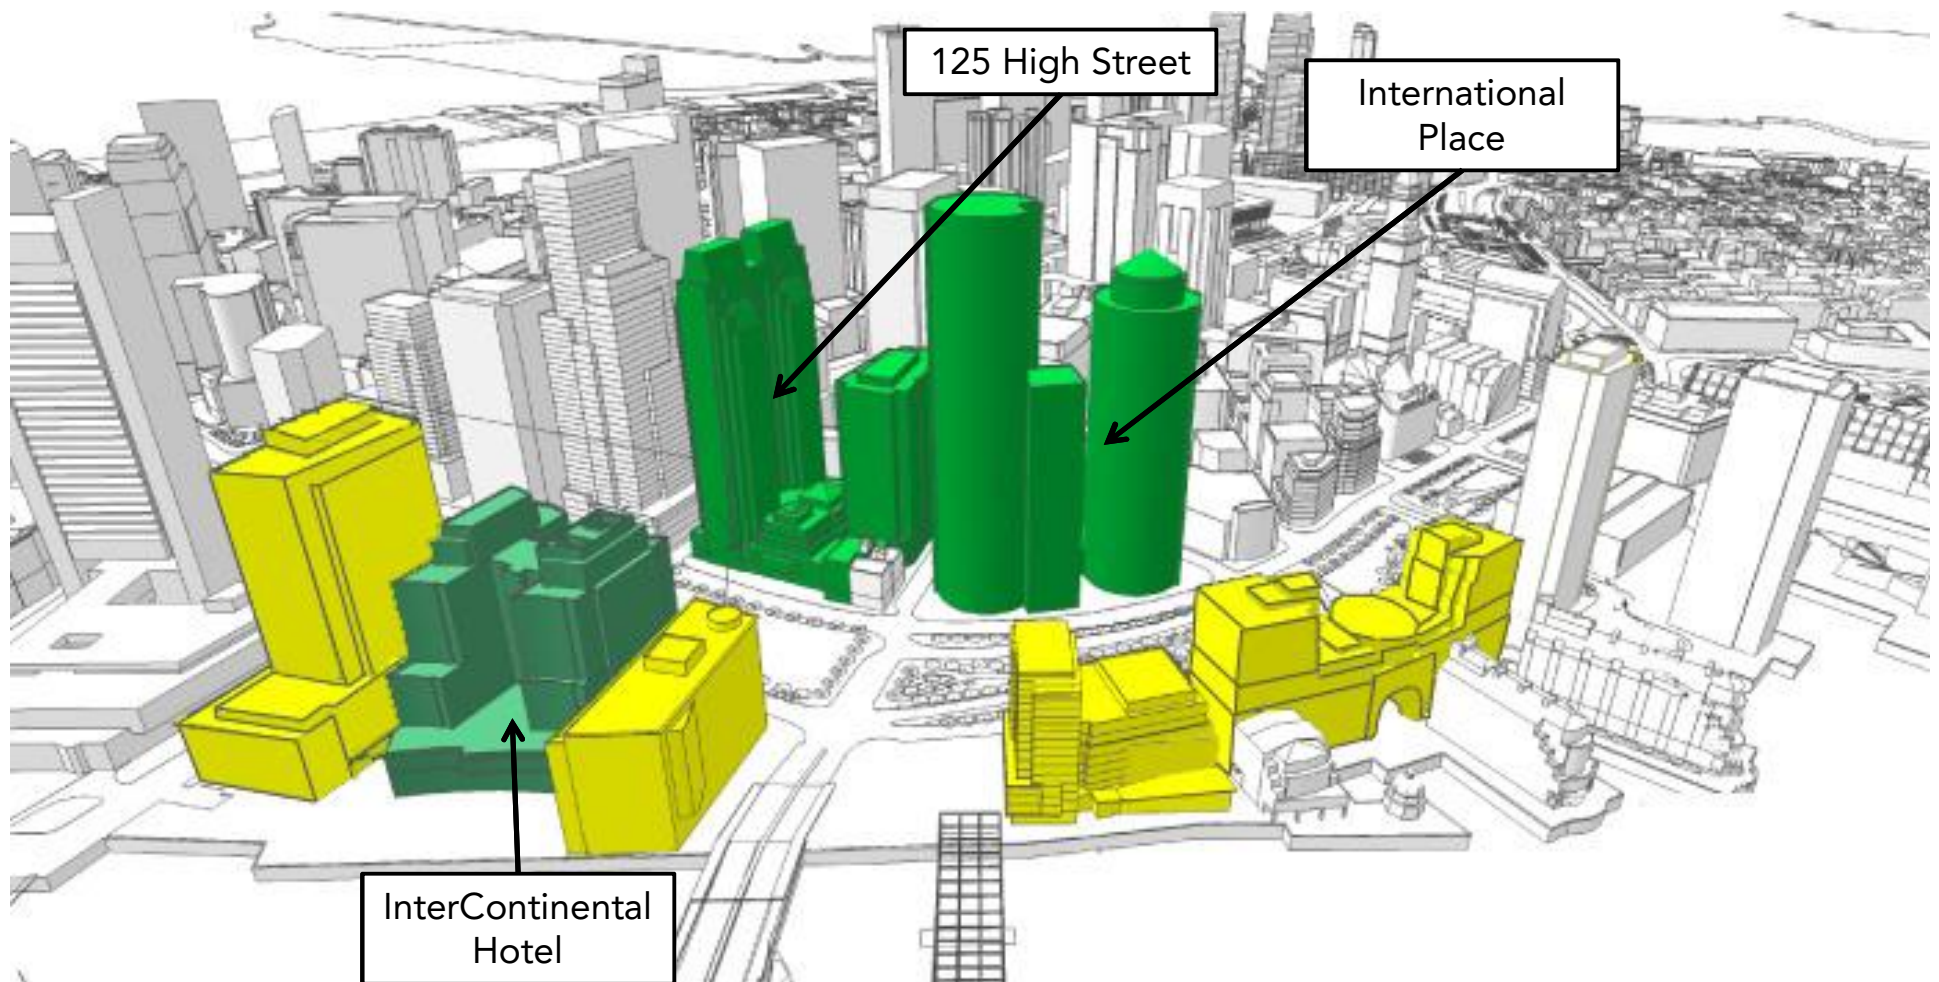 125 High Street
International
Place
InterContinental
Hotel